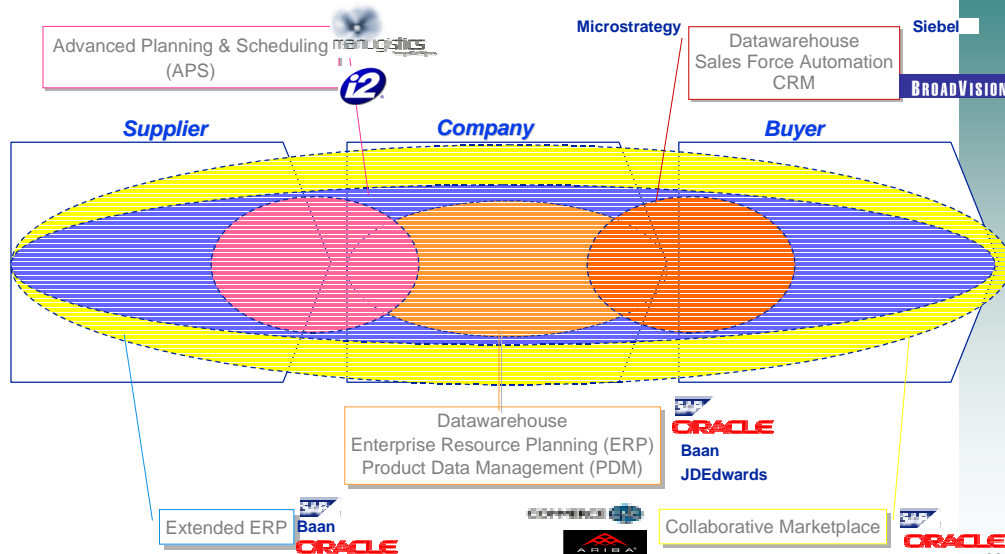 Microstrategy
Siebel
Advanced Planning & Scheduling
(APS)
manugistics
i2
Datawarehouse
Sales Force Automation
CRM
BROADVISION
Supplier
Company
Buyer
Datawarehouse
Enterprise Resource Planning (ERP)
Product Data Management (PDM)
SAP
ORACLE
Baan
JDEdwards
Extended ERP
SAP
Baan
ORACLE
COMMERCE
ARIBA
Collaborative Marketplace
SAP
ORACLE